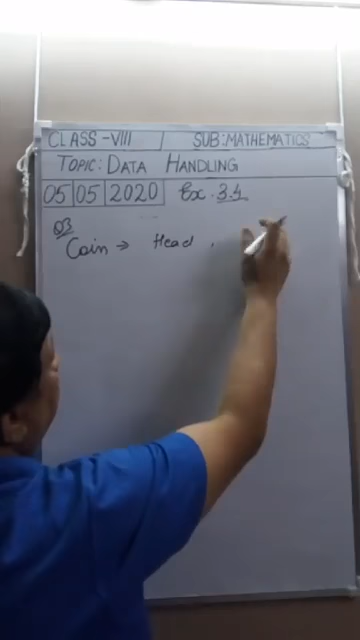 CLASS-VIII SUB: MATHEMATICS
TOPIC: DATA HANDLING
05 05 2020 Ex. 3.4
Q3
Coin → Head ,